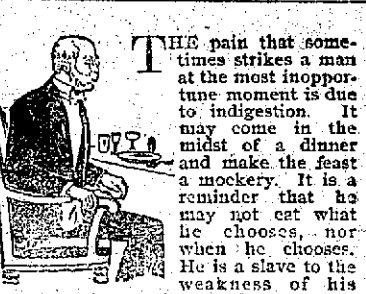 THE pain that some-
times strikes a man
at the most inoppor-
tune moment is due
to indigestion. It
may come in the
midst of a dinner
and make the feast
a mockery. It is a
reminder that he
may not eat what
he chooses, nor
when he chooses.
He is a slave to the
weakness of his